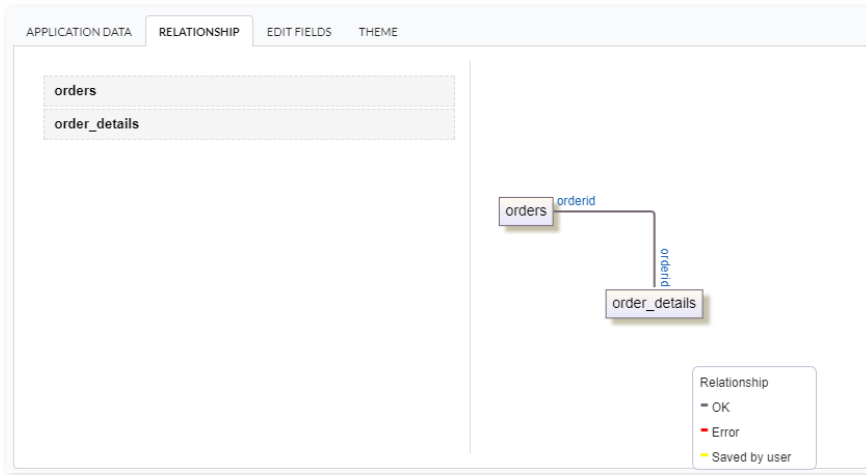 APPLICATION DATA RELATIONSHIP EDIT FIELDS THEME
orders
order_details
orders
orderid
orderid
order_details
Relationship
OK
Error
Saved by user